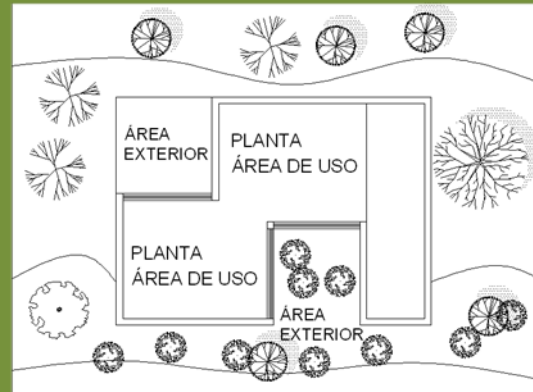 ÁREA
EXTERIOR
PLANTA
ÁREA DE USO
PLANTA
ÁREA DE USO
ÁREA
EXTERIOR